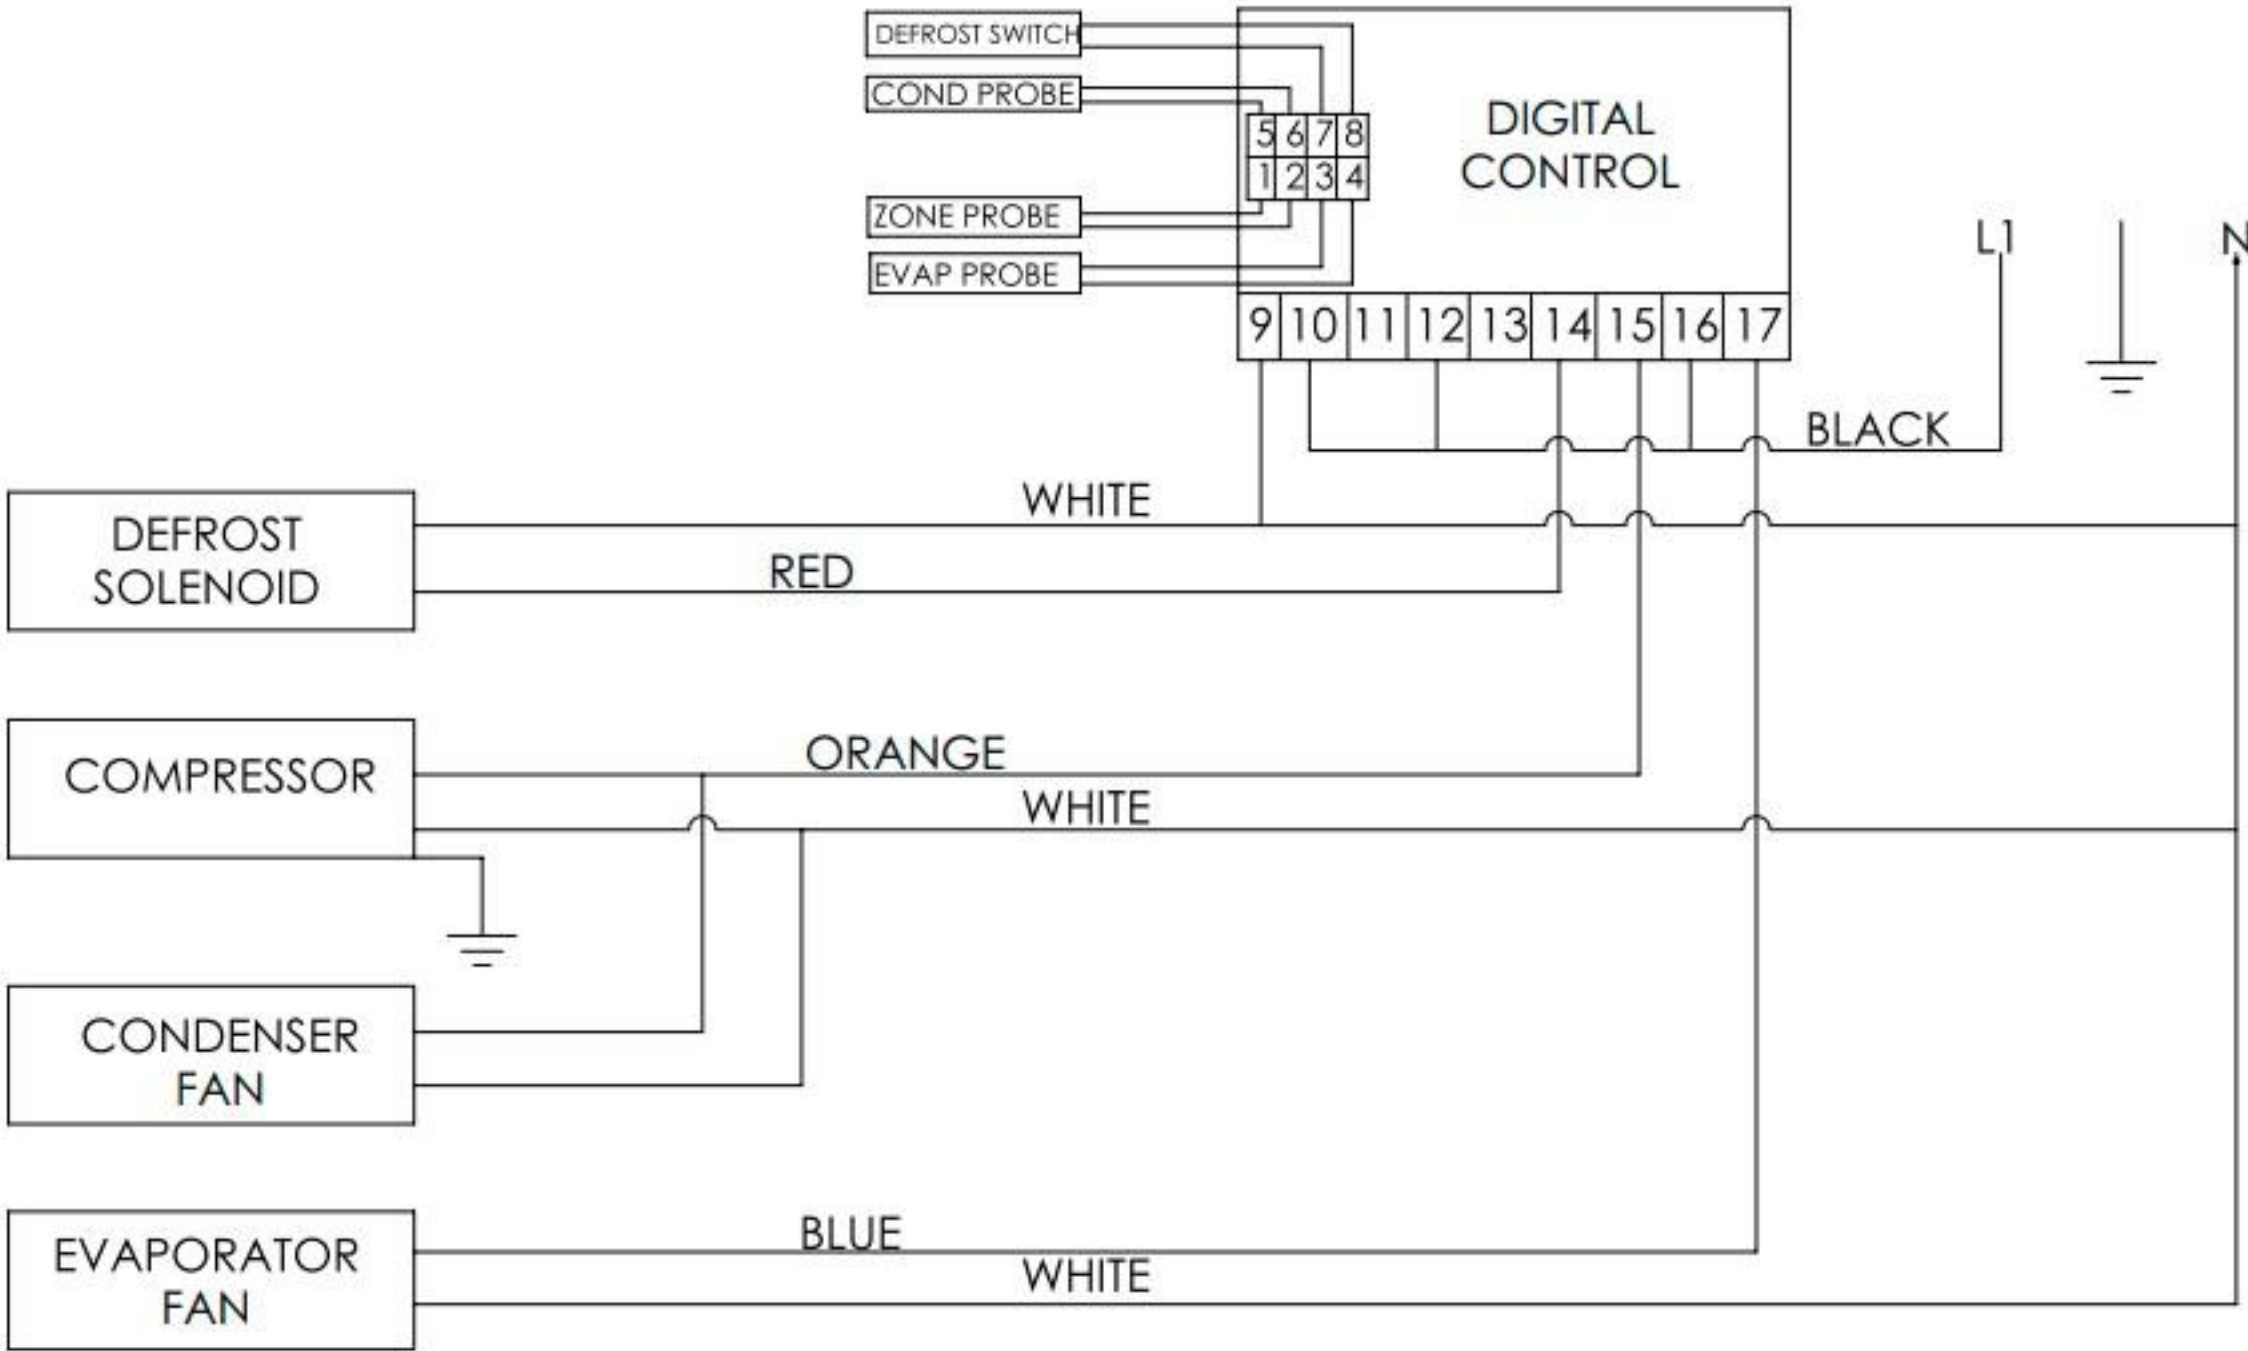 DEFROST SWITCH
COND PROBE
5 6 7 8
1 2 3 4
DIGITAL
CONTROL
ZONE PROBE
EVAP PROBE
L1
N
9 10 11 12 13 14 15 16 17
BLACK
WHITE
DEFROST
SOLENOID
RED
ORANGE
COMPRESSOR
WHITE
CONDENSER
FAN
BLUE
EVAPORATOR
FAN
WHITE